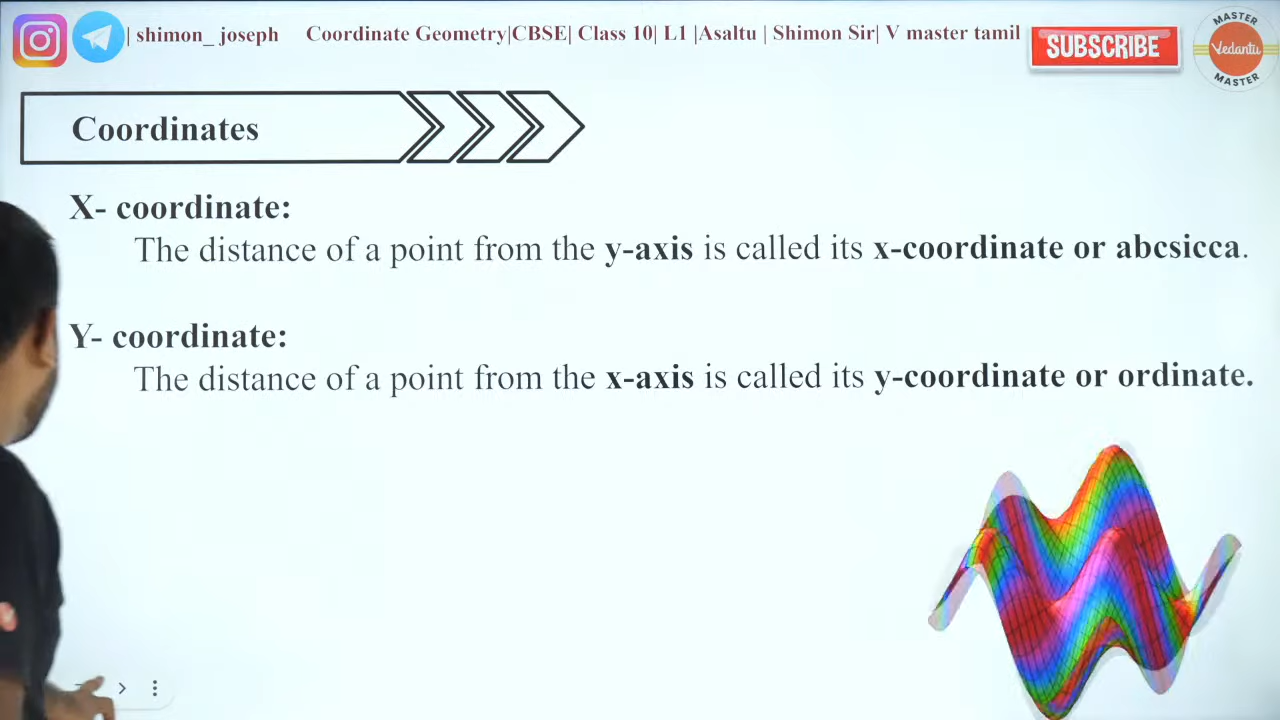 | shimon_ joseph Coordinate Geometry|CBSE| Class 10| L1 |Asaltu | Shimon Sir| V master tamil
SUBSCRIBE
MASTER
Vedantu
MASTER
Coordinates
X- coordinate:
The distance of a point from the y-axis is called its x-coordinate or abcsicca.
Y- coordinate:
The distance of a point from the x-axis is called its y-coordinate or ordinate.